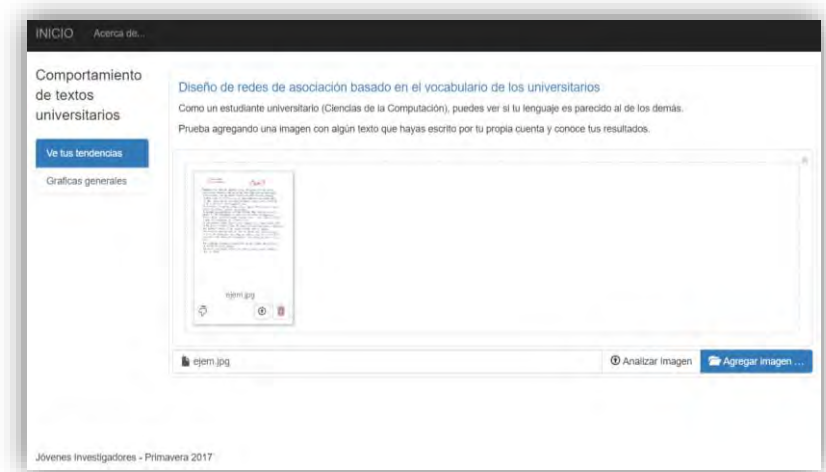 INICIO Acerca de...
Comportamiento
de textos
universitarios
Ve tus tendencias
Graficas generales
Diseño de redes de asociación basado en el vocabulario de los universitarios
Como un estudiante universitario (Ciencias de la Computación), puedes ver si tu lenguaje es parecido al de los demás.
Prueba agregando una imagen con algún texto que hayas escrito por tu propia cuenta y conoce tus resultados.
ejem.jpg
ejem.jpg
Analizar Imagen
Agregar imagen ...
Jóvenes Investigadores - Primavera 2017